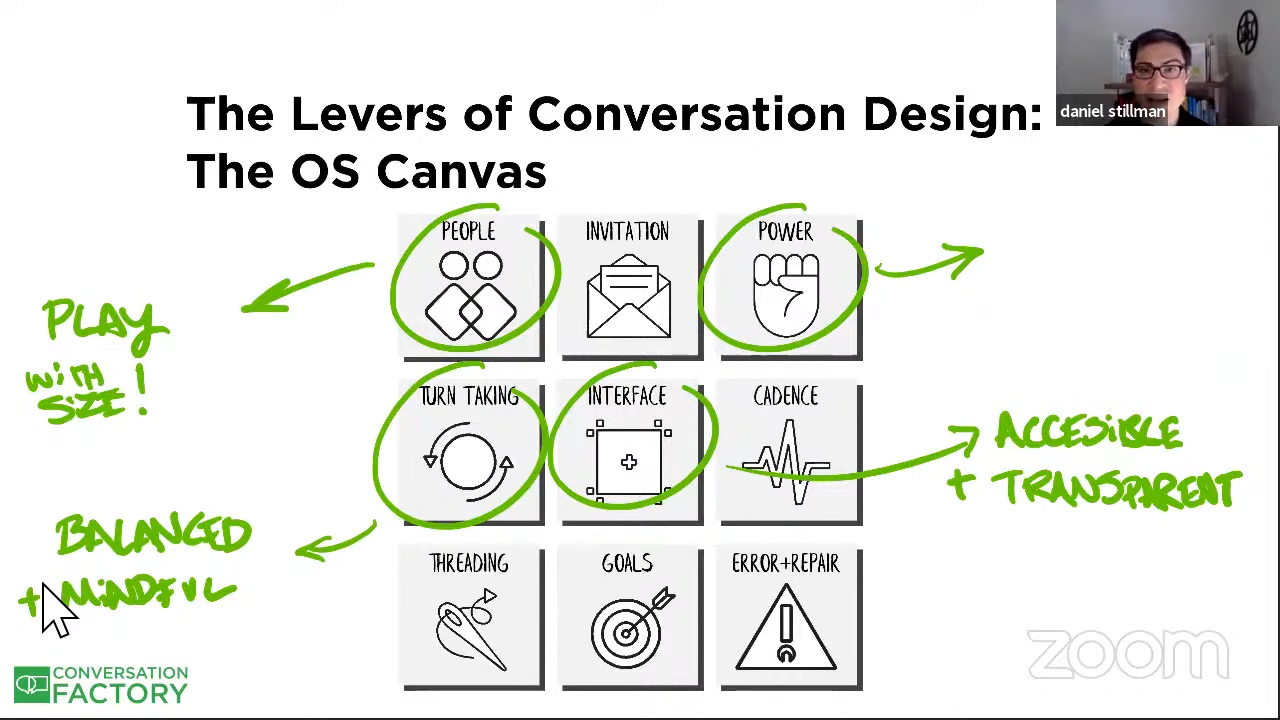 daniel stillman
The Levers of Conversation Design:
The OS Canvas
PEOPLE
INVITATION
POWER
PLAY
WITH
SIZE!
TURN TAKING
INTERFACE
CADENCE
ACCESIBLE
+ TRANSPARENT
BALANCED
+ MINDFUL
THREADING
GOALS
ERROR+REPAIR
CONVERSATION
FACTORY
zoom